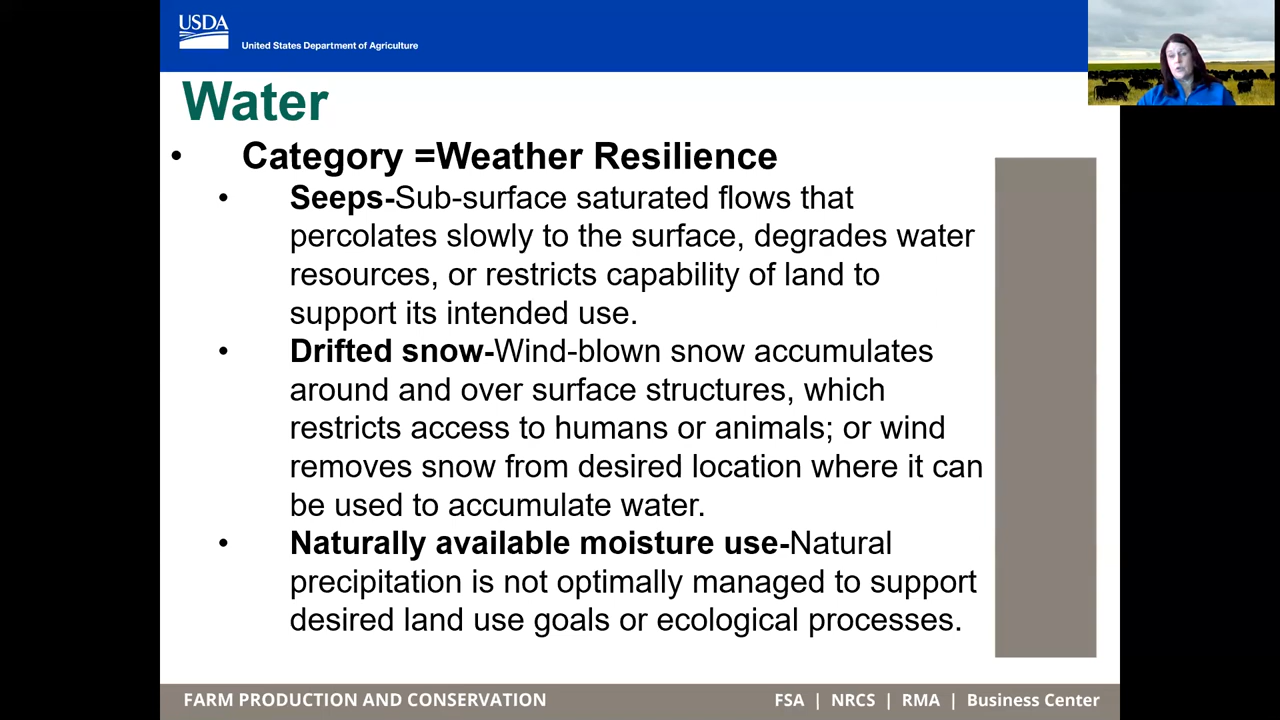 USDA
United States Department of Agriculture
Water
• Category =Weather Resilience
• Seeps-Sub-surface saturated flows that
percolates slowly to the surface, degrades water
resources, or restricts capability of land to
support its intended use.
• Drifted snow-Wind-blown snow accumulates
around and over surface structures, which
restricts access to humans or animals; or wind
removes snow from desired location where it can
be used to accumulate water.
• Naturally available moisture use-Natural
precipitation is not optimally managed to support
desired land use goals or ecological processes.
FARM PRODUCTION AND CONSERVATION
FSA | NRCS | RMA | Business Center